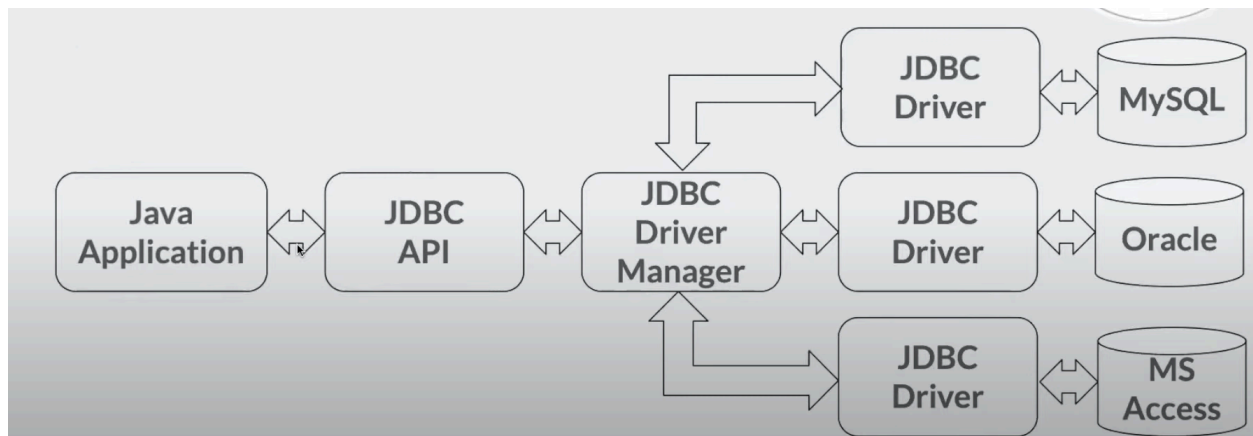 JDBC
Driver
MySQL
Java
Application
JDBC
API
JDBC
Driver
Manager
JDBC
Driver
Oracle
JDBC
Driver
MS
Access